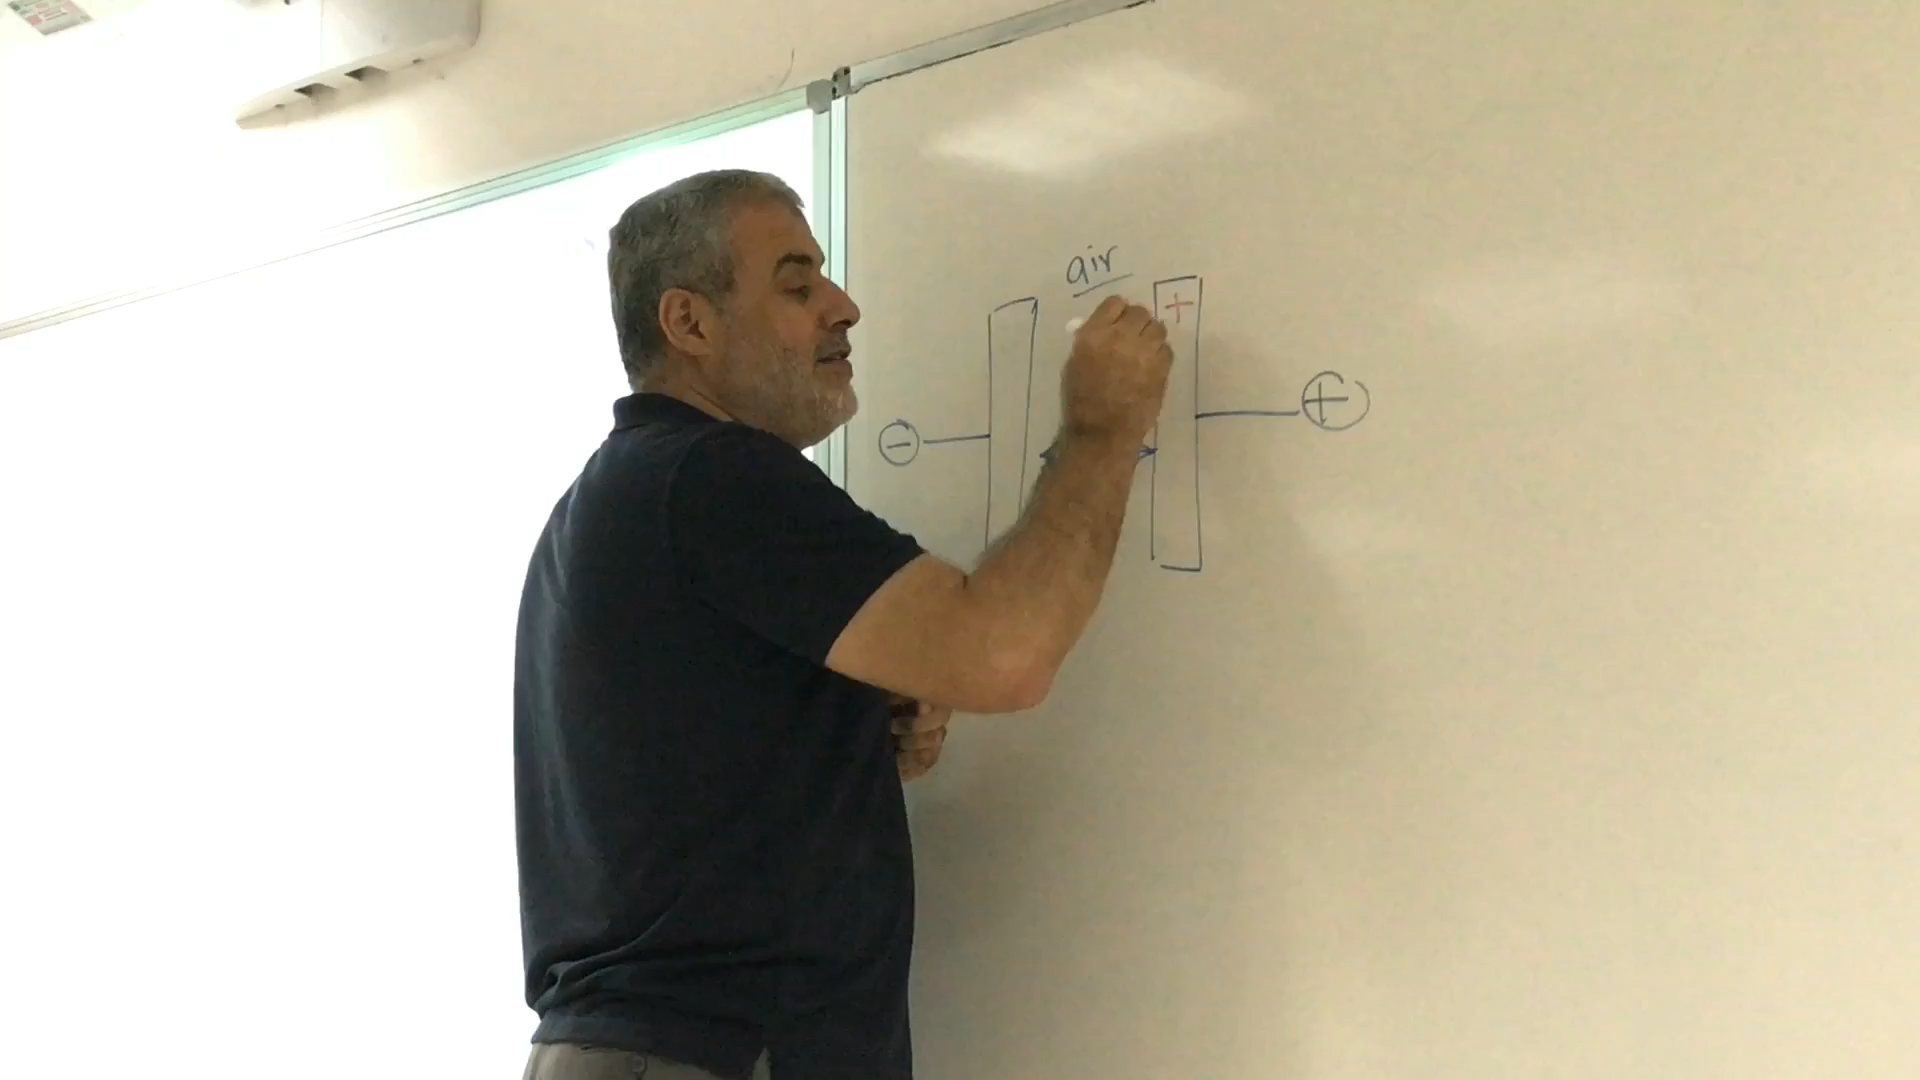 air
+
- +